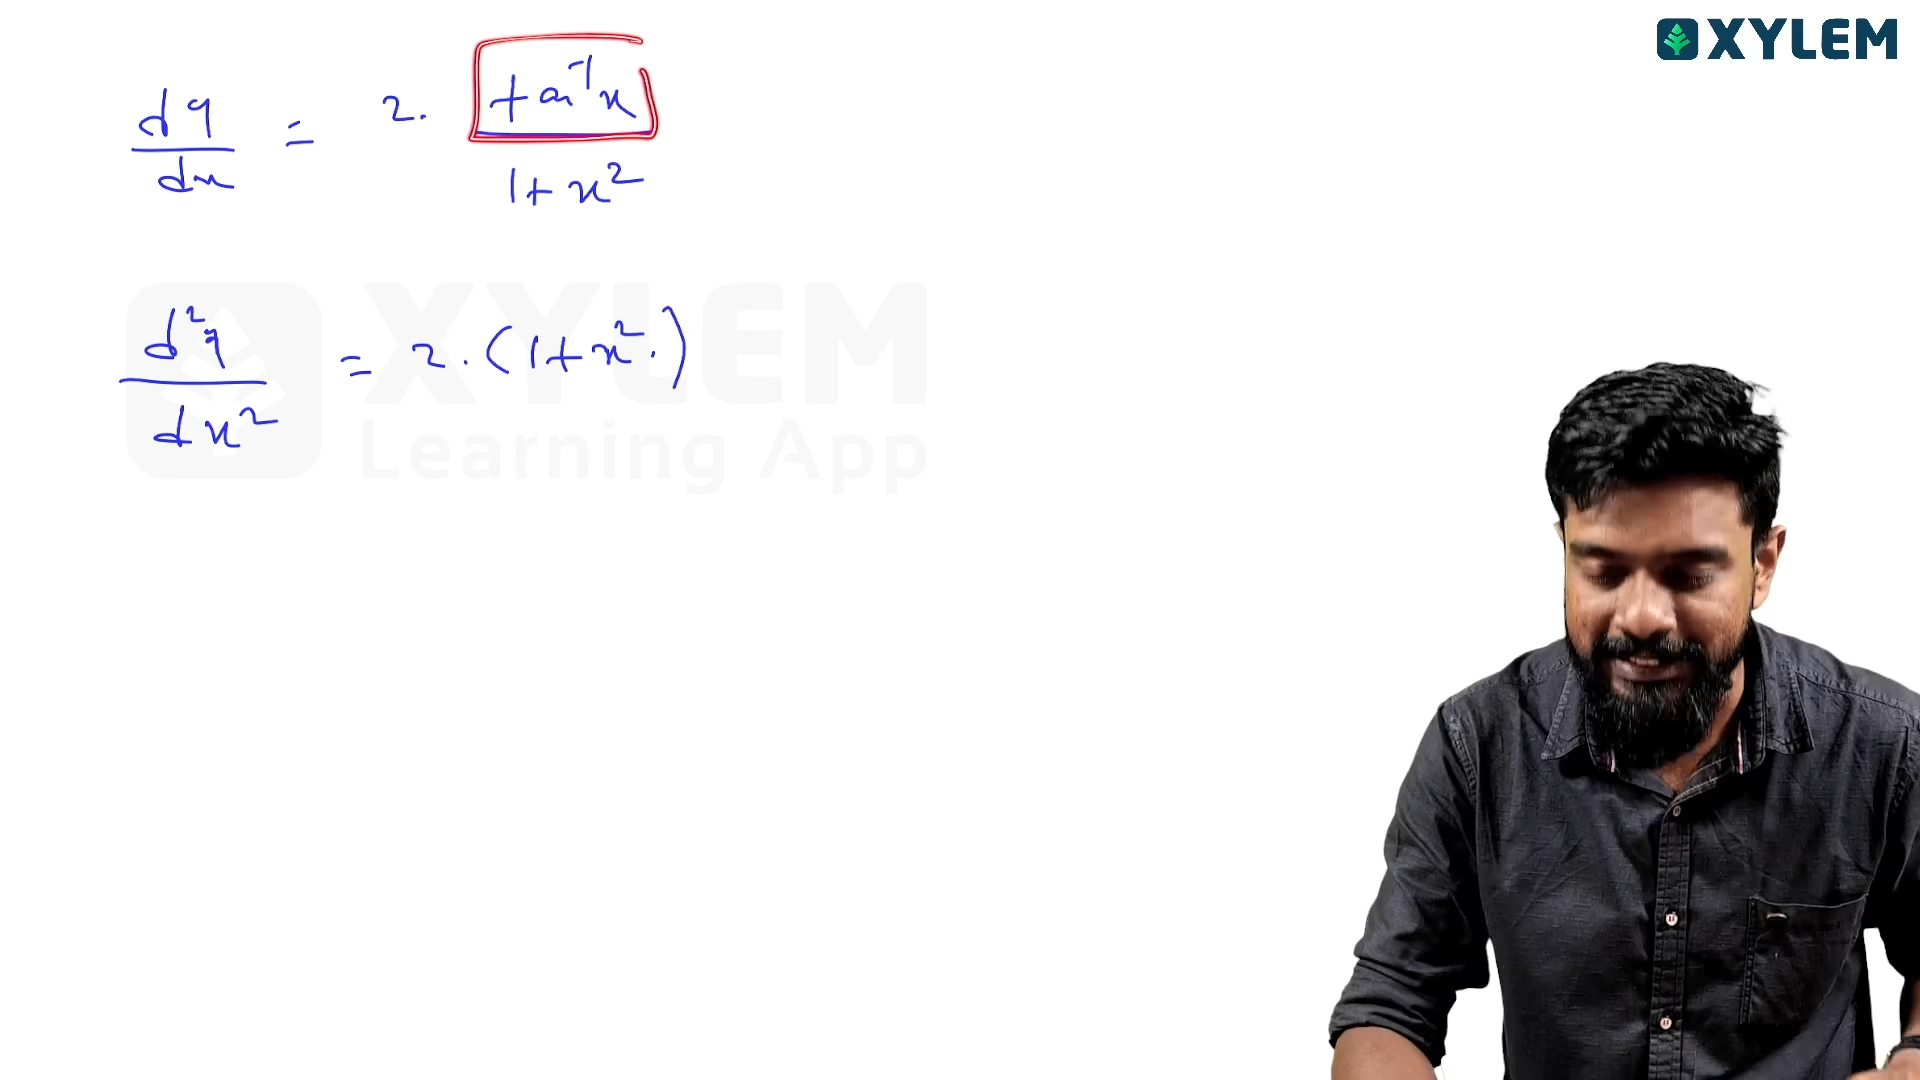 XYLEM
dy/dx = 2. tan⁻¹x / 1+x²
d²y/dx² = 2.(1+x².)
XYLEM
Learning App